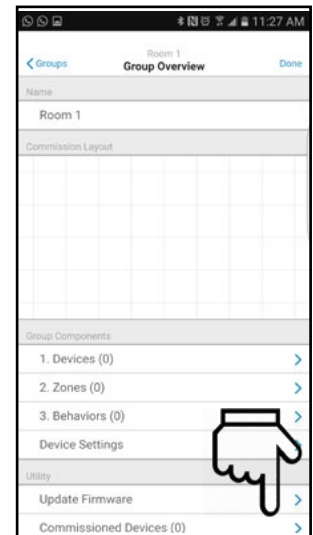 11:27 AM
Room 1
Groups Group Overview Done
Name
Room 1
Commission Layout
Group Components
1. Devices (0)
2. Zones (0)
3. Behaviors (0)
Device Settings
Utility
Update Firmware
Commissioned Devices (0)